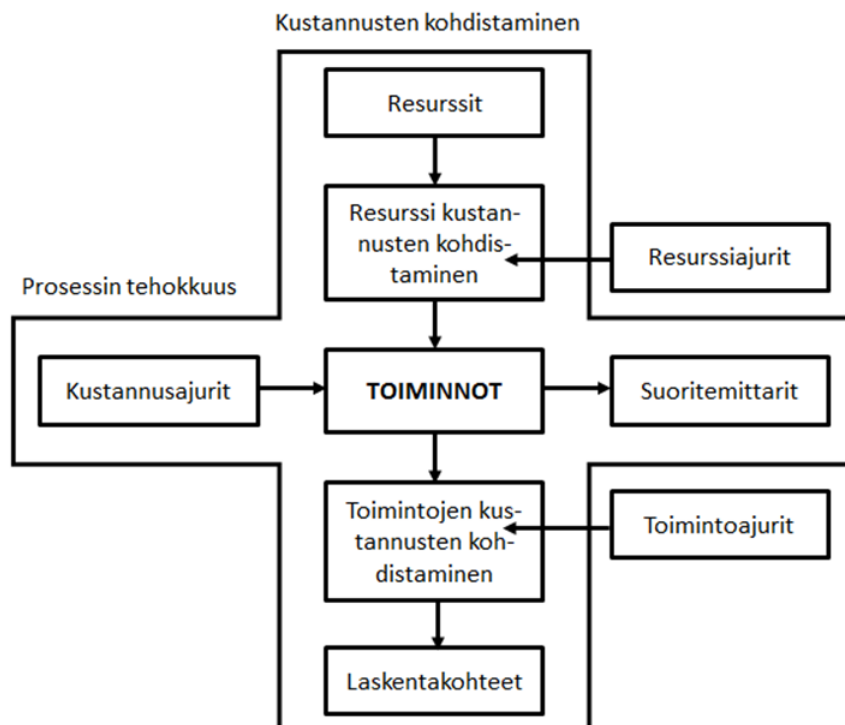 Kustannusten kohdistaminen
Resurssit
Resurssi kustan-
nusten kohdis-
taminen
Resurssiajurit
Prosessin tehokkuus
Kustannusajurit
TOIMINNOT
Suoritemittarit
Toimintojen kus-
tannusten koh-
distaminen
Toimintoajurit
Laskentakohteet